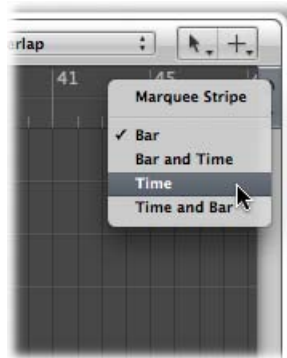 rlap
41
45
Marquee Stripe
✓ Bar
Bar and Time
Time
Time and Bar